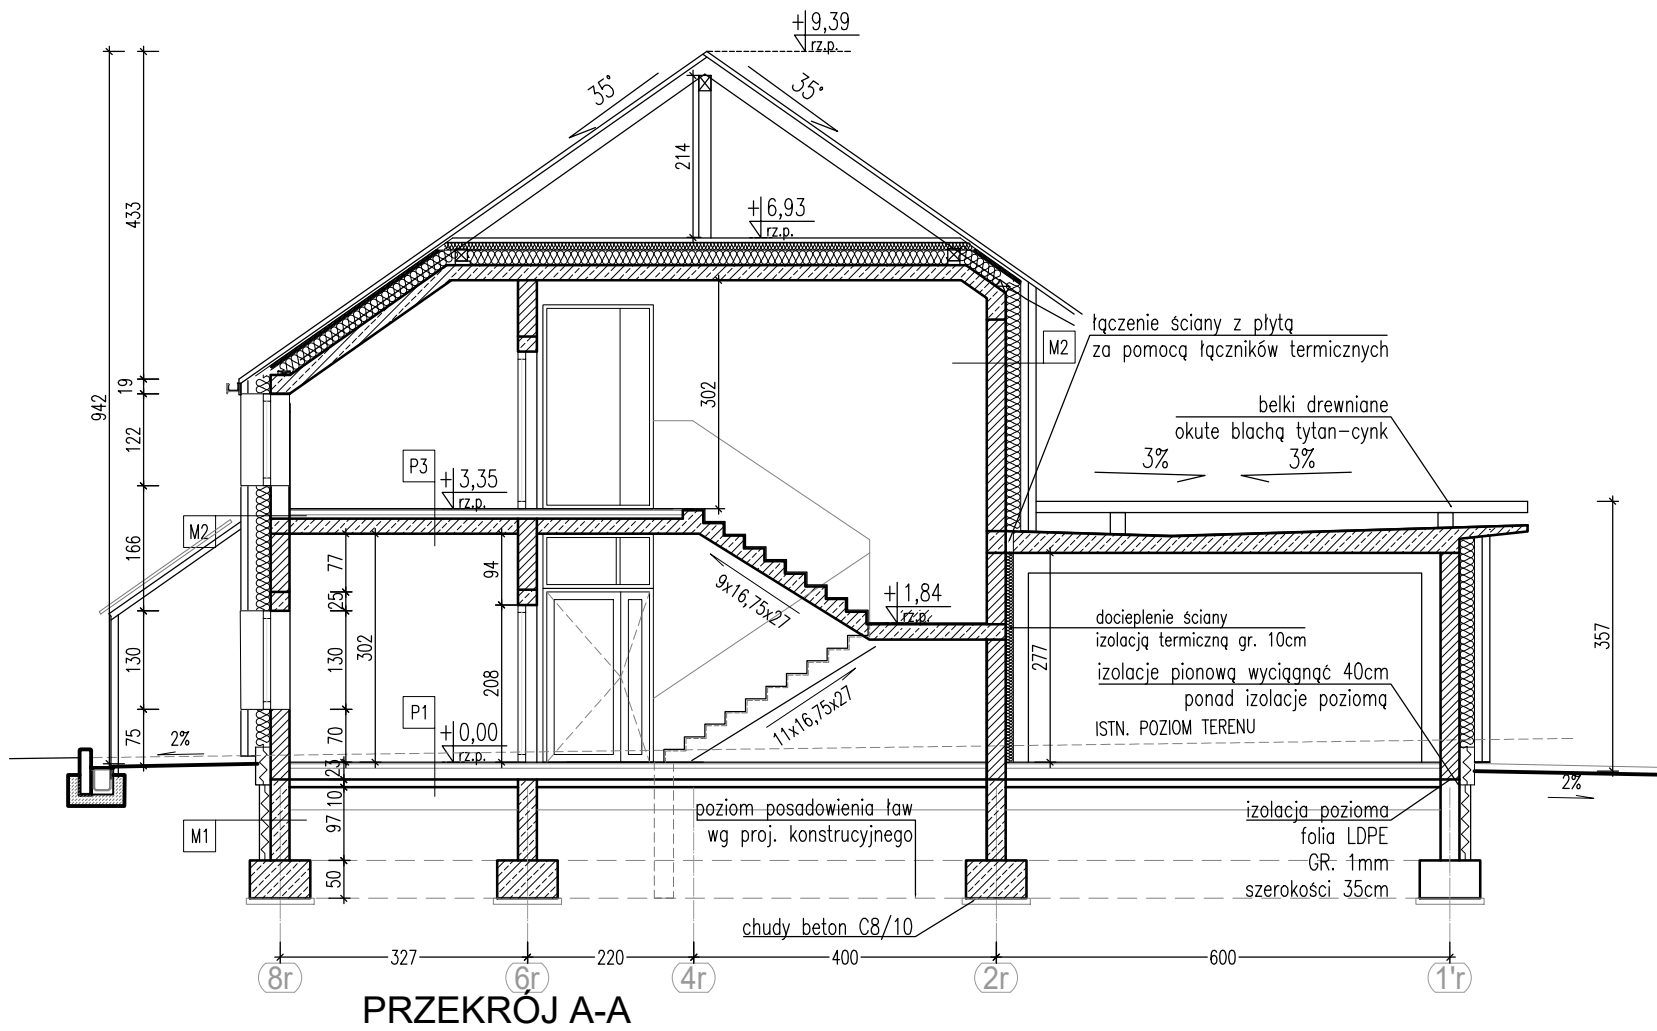 +9,39
rz.p.
35°
35°
214
+6,93
rz.p.
433
19
942
122
166
130
75
302
łączenie ściany z płytą
za pomocą łączników termicznych
M2
belki drewniane
okute blachą tytan-cynk
3%
3%
P3
+3,35
rz.p.
M2
77
25
130
302
70
94
208
9x16,75x27
+1,84
rz.p.
11x16,75x27
docieplenie ściany
izolacją termiczną gr. 10cm
277
izolacje pionową wyciągnąć 40cm
ponad izolacje poziomą
ISTN. POZIOM TERENU
357
P1
+0,00
rz.p.
2%
2%
23
10
97
50
M1
poziom posadowienia ław
wg proj. konstrucyjnego
izolacja pozioma
folia LDPE
GR. 1mm
szerokości 35cm
chudy beton C8/10
327
220
400
600
8r
6r
4r
2r
1'r
PRZEKRÓJ A-A